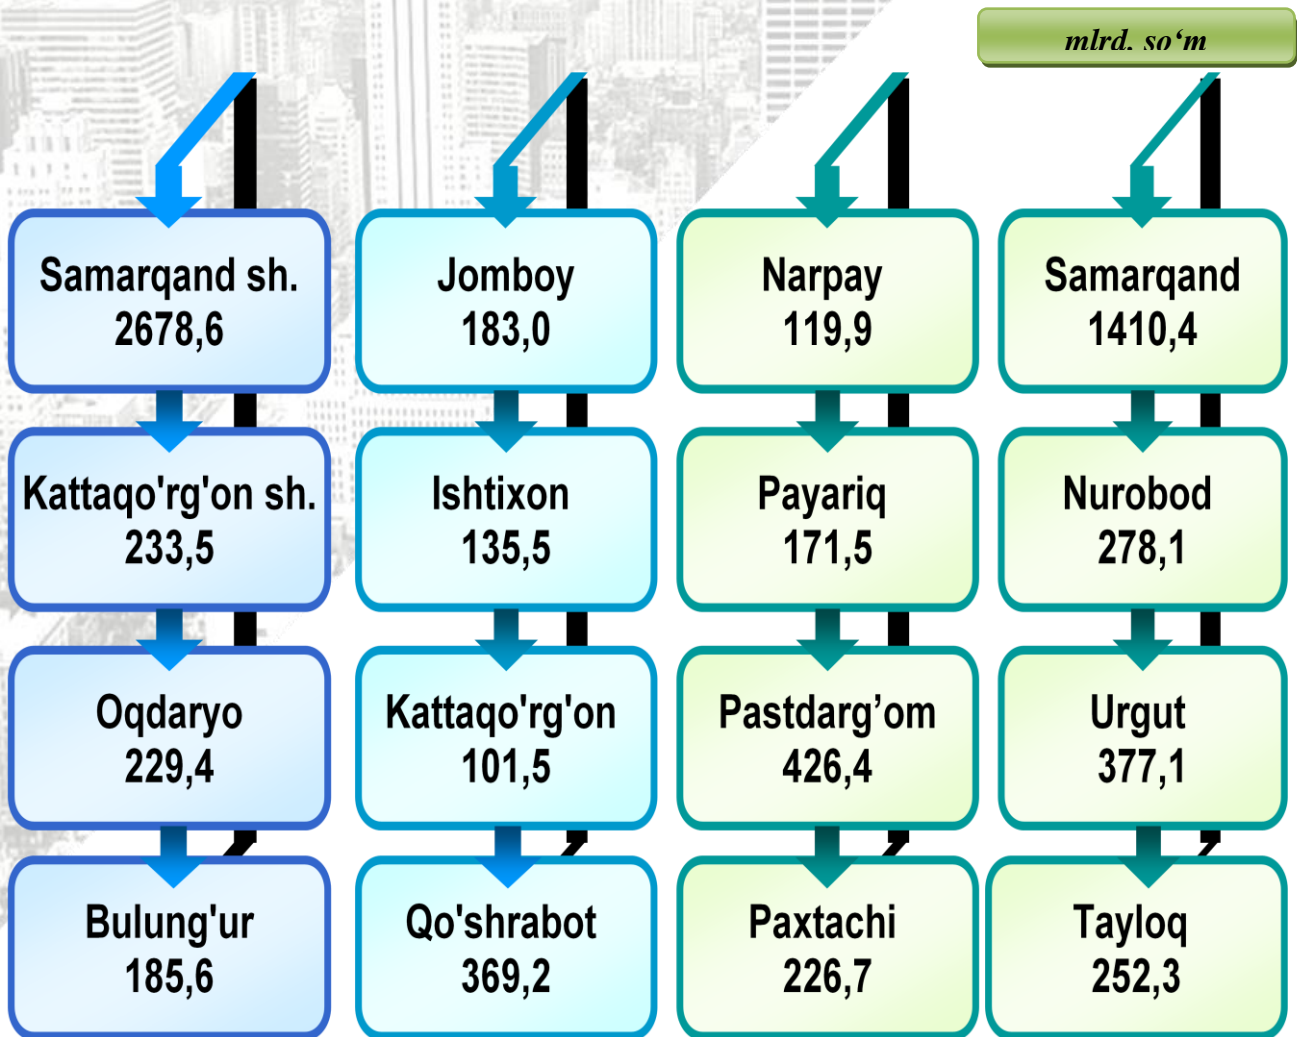 mlrd. so‘m
Samarqand sh.
2678,6
Kattaqo'rg'on sh.
233,5
Oqdaryo
229,4
Bulung'ur
185,6
Jomboy
183,0
Ishtixon
135,5
Kattaqo'rg'on
101,5
Qo'shrabot
369,2
Narpay
119,9
Payariq
171,5
Pastdarg’om
426,4
Paxtachi
226,7
Samarqand
1410,4
Nurobod
278,1
Urgut
377,1
Tayloq
252,3